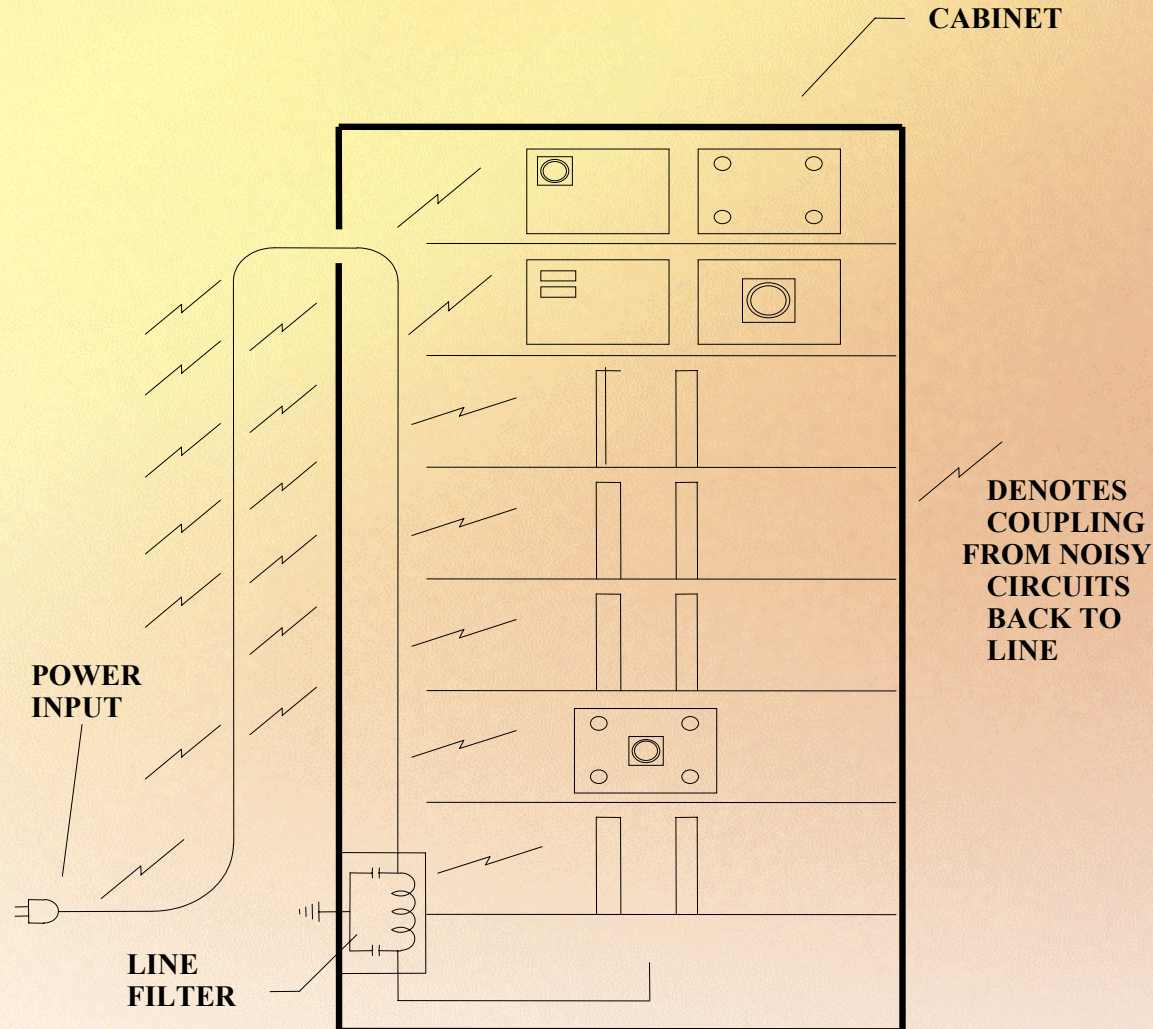 CABINET
DENOTES
COUPLING
FROM NOISY
CIRCUITS
BACK TO
LINE
POWER
INPUT
LINE
FILTER